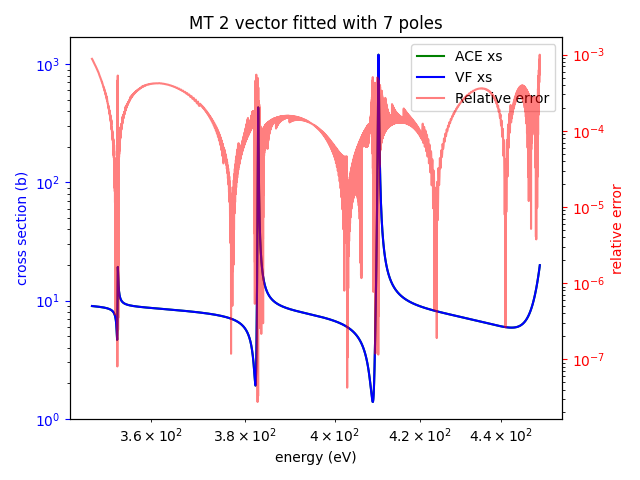 MT 2 vector fitted with 7 poles
ACE xs
VF xs
Relative error
10³
10²
10¹
10⁰
cross section (b)
10⁻³
10⁻⁴
10⁻⁵
10⁻⁶
10⁻⁷
relative error
3.6 × 10² 3.8 × 10² 4 × 10² 4.2 × 10² 4.4 × 10²
energy (eV)